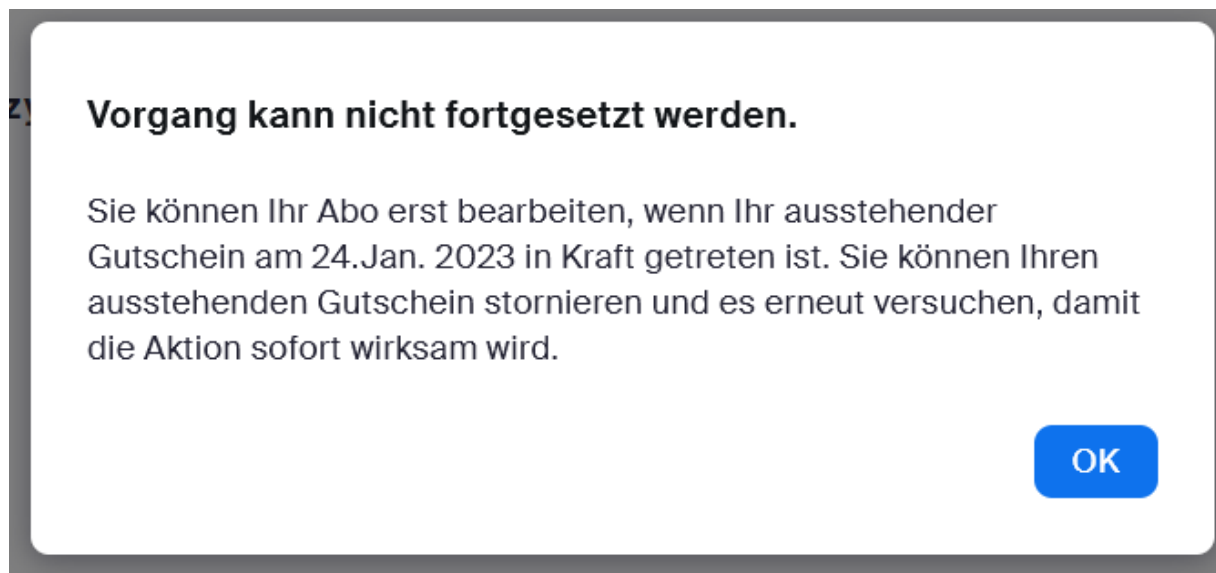 Vorgang kann nicht fortgesetzt werden.
Sie können Ihr Abo erst bearbeiten, wenn Ihr ausstehender
Gutschein am 24.Jan. 2023 in Kraft getreten ist. Sie können Ihren
ausstehenden Gutschein stornieren und es erneut versuchen, damit
die Aktion sofort wirksam wird.
OK